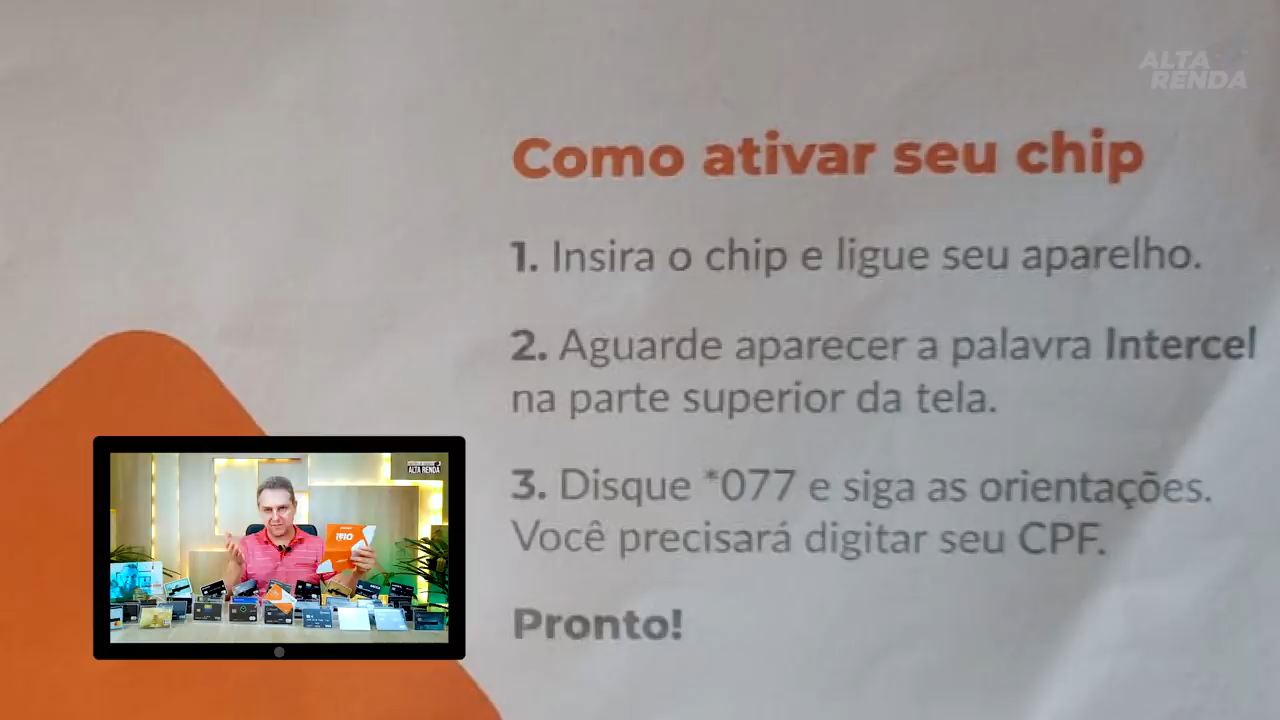 ALTA
RENDA
Como ativar seu chip
1. Insira o chip e ligue seu aparelho.
2. Aguarde aparecer a palavra Intercel
na parte superior da tela.
3. Disque *077 e siga as orientações.
Você precisará digitar seu CPF.
Pronto!
ALTA RENDA